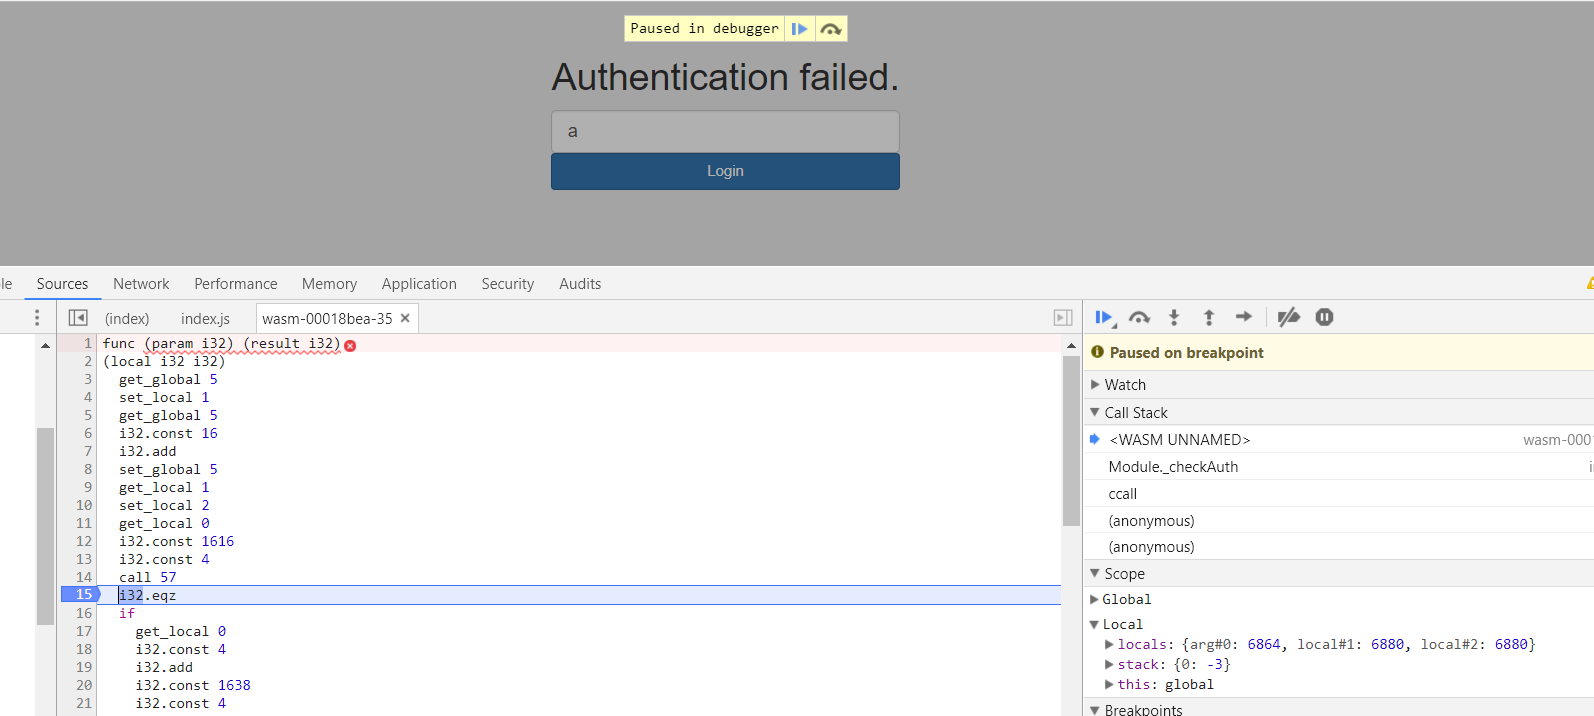 Paused in debugger
Authentication failed.
a
Login
le Sources Network Performance Memory Application Security Audits
(index) index.js wasm-00018bea-35 ×
1 func (param i32) (result i32)
2 (local i32 i32)
3 get_global 5
4 set_local 1
5 get_global 5
6 i32.const 16
7 i32.add
8 set_global 5
9 get_local 1
10 set_local 2
11 get_local 0
12 i32.const 1616
13 i32.const 4
14 call 57
15 i32.eqz
16 if
17 get_local 0
18 i32.const 4
19 i32.add
20 i32.const 1638
21 i32.const 4
Paused on breakpoint
Watch
Call Stack
<WASM UNNAMED> wasm-000
Module._checkAuth i
ccall
(anonymous)
(anonymous)
Scope
Global
Local
locals: {arg#0: 6864, local#1: 6880, local#2: 6880}
stack: {0: -3}
this: global
Breakpoints